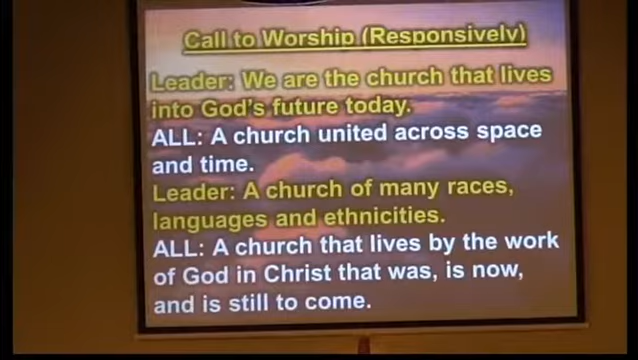 Call to Worship (Responsively)
Leader: We are the church that lives
into God's future today.
ALL: A church united across space
and time.
Leader: A church of many races,
languages and ethnicities.
ALL: A church that lives by the work
of God in Christ that was, is now,
and is still to come.